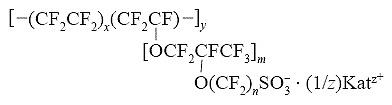 [−(CF₂CF₂)ₓ(CF₂CF)−]ᵧ
[OCF₂CFCF₃]ₘ
O(CF₂)ₙSO₃⁻ · (1/z)Katᶻ⁺